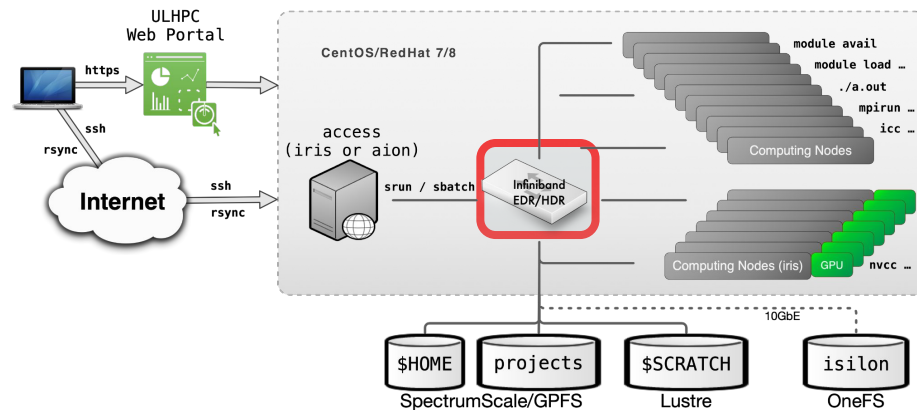 ULHPC
Web Portal
https
ssh
rsync
Internet
ssh
rsync
CentOS/RedHat 7/8
access
(iris or aion)
srun / sbatch
Infiniband
EDR/HDR
module avail
module load …
./a.out
mpirun …
icc …
Computing Nodes
Computing Nodes (iris)
GPU
nvcc …
10GbE
$HOME
projects
$SCRATCH
isilon
SpectrumScale/GPFS
Lustre
OneFS